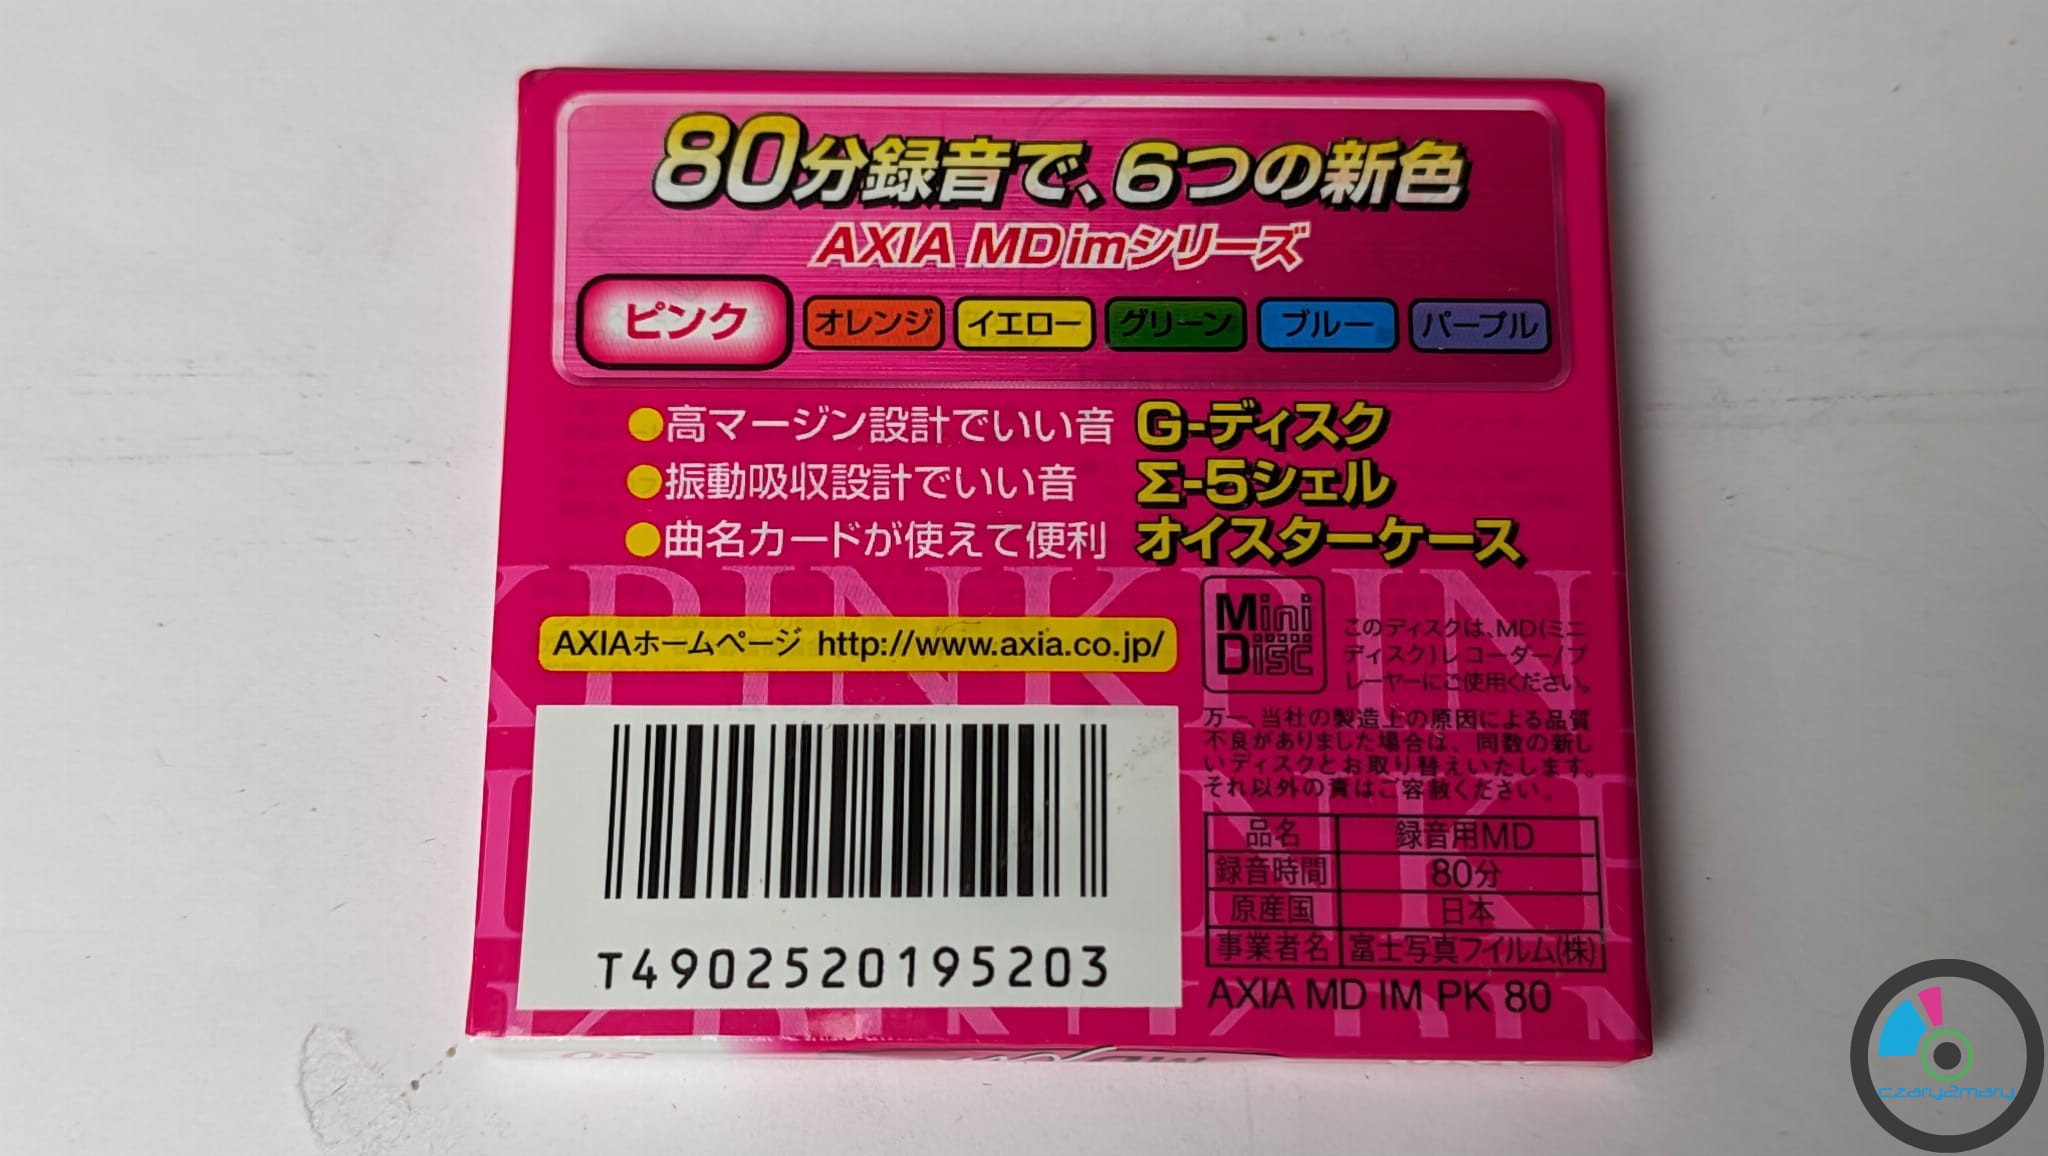 80分録音で、6つの新色
AXIA MD imシリーズ
ピンク オレンジ イエロー グリーン ブルー パープル
●高マージン設計でいい音 G-ディスク
●振動吸収設計でいい音 Σ-5シェル
●曲名カードが使えて便利 オイスターケース
PINKPIN
AXIAホームページ http://www.axia.co.jp/
Mini
Disc
このディスクは、MD(ミニ
ディスク)レコーダー/プ
レーヤーにご使用ください。
万一、当社の製造上の原因による品質
不良がありました場合は、同数の新し
いディスクとお取り替えいたします。
それ以外の責はご容赦ください。
T4902520195203
品名 録音用MD
録音時間 80分
原産国 日本
事業者名 富士写真フイルム(株)
AXIA MD IM PK 80
80
czary2mary